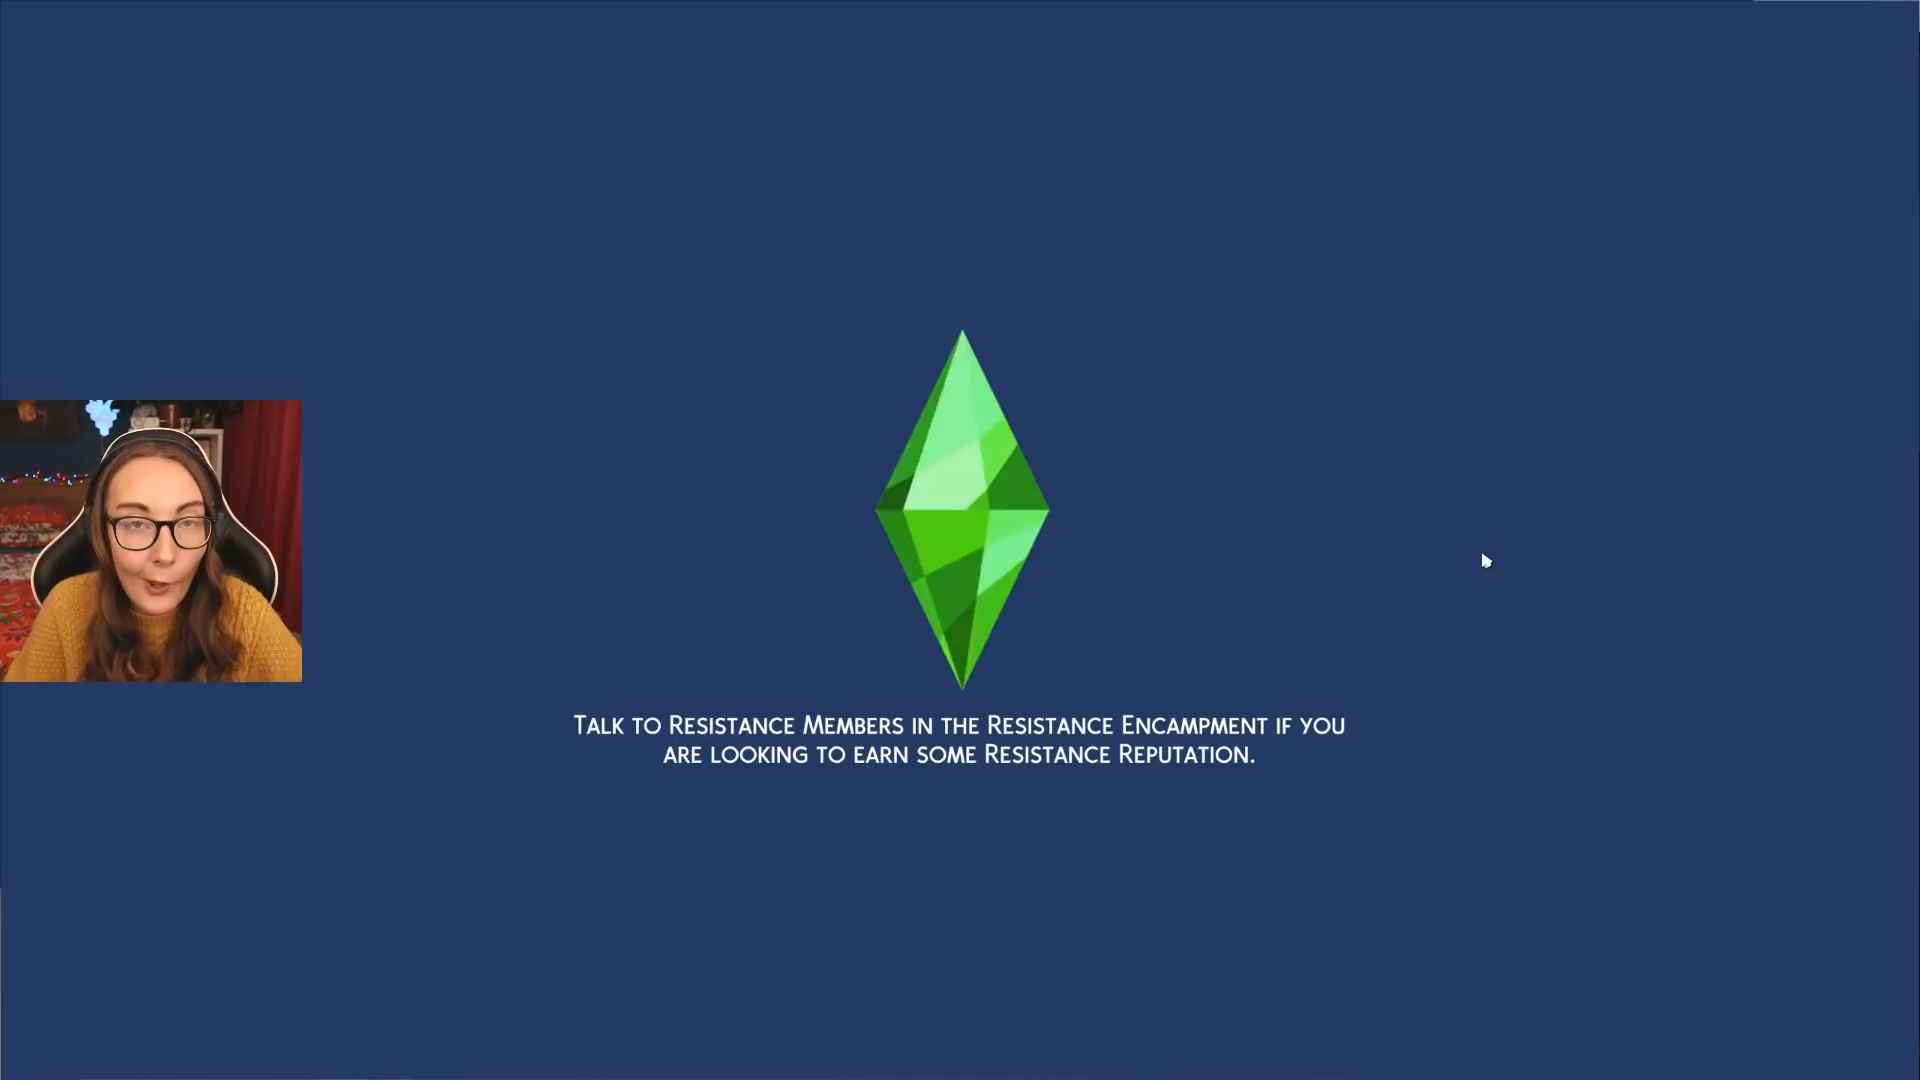 Talk to Resistance Members in the Resistance Encampment if you
are looking to earn some Resistance Reputation.